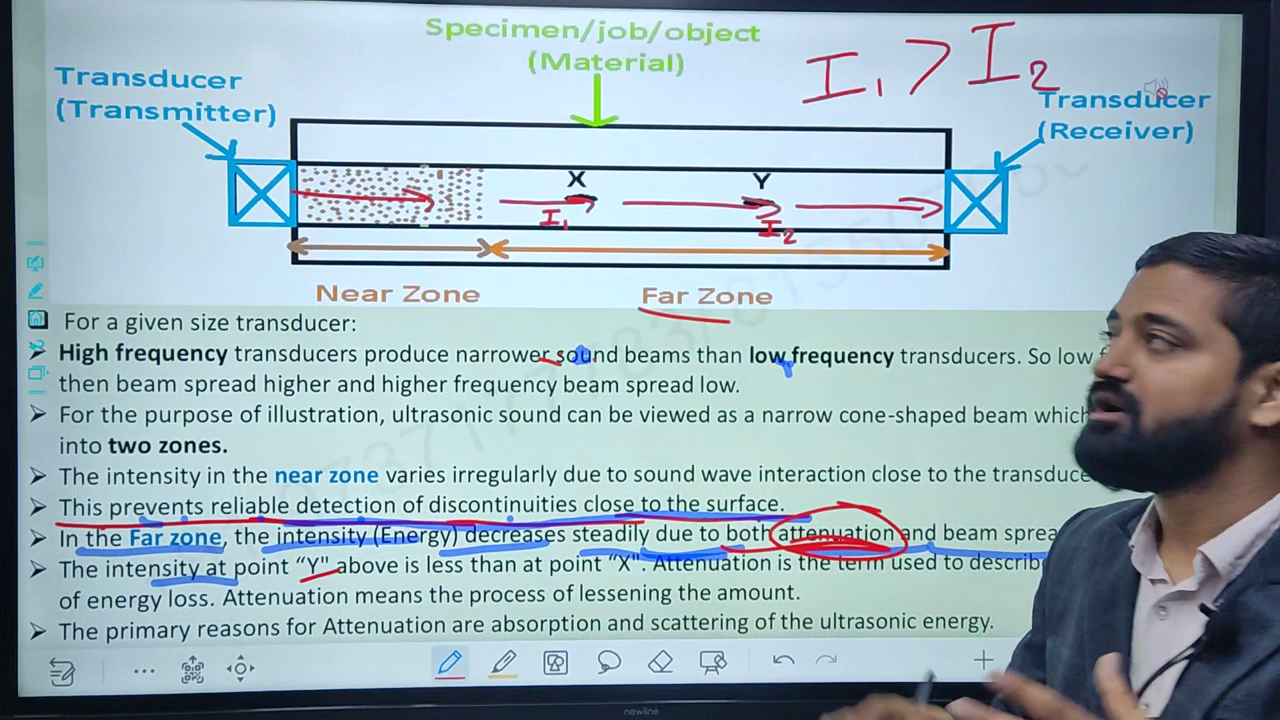 Specimen/job/object
(Material)
I₁ > I₂
Transducer
(Transmitter)
Transducer
(Receiver)
X
Y
I₁
I₂
Near Zone
Far Zone
For a given size transducer:
➤ High frequency transducers produce narrower sound beams than low frequency transducers. So low
then beam spread higher and higher frequency beam spread low.
➤ For the purpose of illustration, ultrasonic sound can be viewed as a narrow cone-shaped beam which
into two zones.
➤ The intensity in the near zone varies irregularly due to sound wave interaction close to the
➤ This prevents reliable detection of discontinuities close to the surface.
➤ In the Far zone, the intensity (Energy) decreases steadily due to both attenuation and beam
➤ The intensity at point “Y" above is less than at point “X". Attenuation is the term used to
of energy loss. Attenuation means the process of lessening the amount.
➤ The primary reasons for Attenuation are absorption and scattering of the ultrasonic energy.
newline